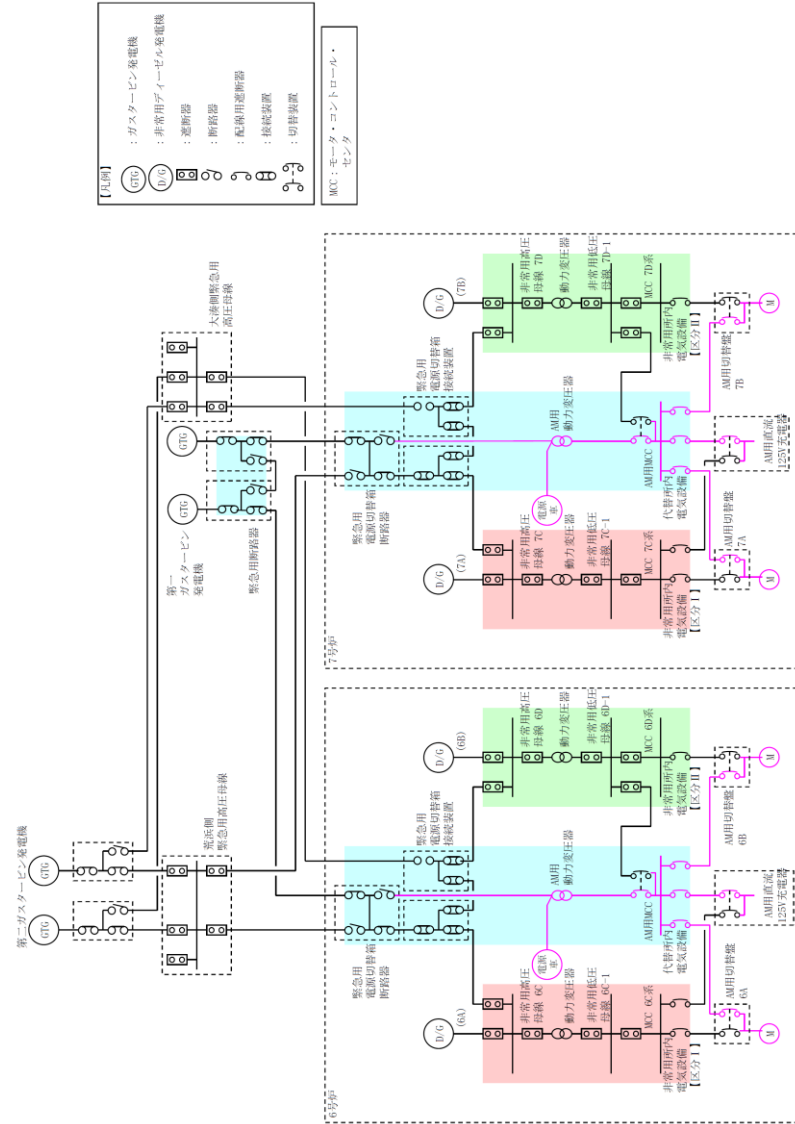 【凡例】
GTG
：ガスタービン発電機
D/G
：非常用ディーゼル発電機
：遮断器
：断路器
：配線用遮断器
：接続装置
：切替装置
MCC：モータ・コントロール・
センタ
第二ガスタービン発電機
GTG
GTG
荒浜側
緊急用高圧母線
第一
ガスタービン
発電機
GTG
GTG
緊急用断路器
大湊側緊急用
高圧母線
6号炉
緊急用
電源切替箱
断路器
緊急用
電源切替箱
接続装置
D/G
(6A)
非常用高圧
母線 6C
動力変圧器
非常用低圧
母線 6C-1
MCC 6C系
非常用所内
電気設備
【区分Ⅰ】
電源
車
AM用
動力変圧器
AM用MCC
代替所内
電気設備
D/G
(6B)
非常用高圧
母線 6D
動力変圧器
非常用低圧
母線 6D-1
MCC 6D系
非常用所内
電気設備
【区分Ⅱ】
AM用切替盤
6A
M
AM用直流
125V充電器
AM用切替盤
6B
M
7号炉
緊急用
電源切替箱
断路器
緊急用
電源切替箱
接続装置
D/G
(7A)
非常用高圧
母線 7C
動力変圧器
非常用低圧
母線 7C-1
MCC 7C系
非常用所内
電気設備
【区分Ⅰ】
電源
車
AM用
動力変圧器
AM用MCC
代替所内
電気設備
D/G
(7B)
非常用高圧
母線 7D
動力変圧器
非常用低圧
母線 7D-1
MCC 7D系
非常用所内
電気設備
【区分Ⅱ】
AM用切替盤
7A
M
AM用直流
125V充電器
AM用切替盤
7B
M